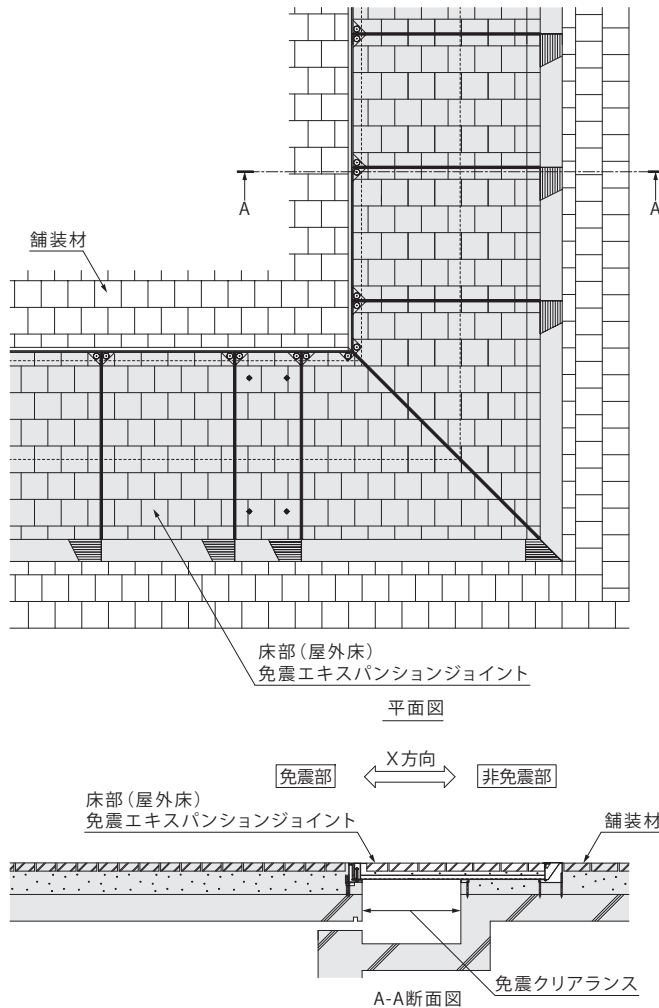 A
A
舗装材
床部（屋外床）
免震エキスパンションジョイント
平面図
免震部
X方向
非免震部
床部（屋外床）
免震エキスパンションジョイント
舗装材
免震クリアランス
A-A断面図